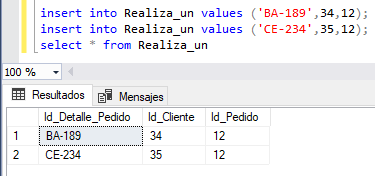 insert into Realiza_un values ('BA-189',34,12);
insert into Realiza_un values ('CE-234',35,12);
select * from Realiza_un
100 %
Resultados Mensajes
Id_Detalle_Pedido Id_Cliente Id_Pedido
1 BA-189 34 12
2 CE-234 35 12